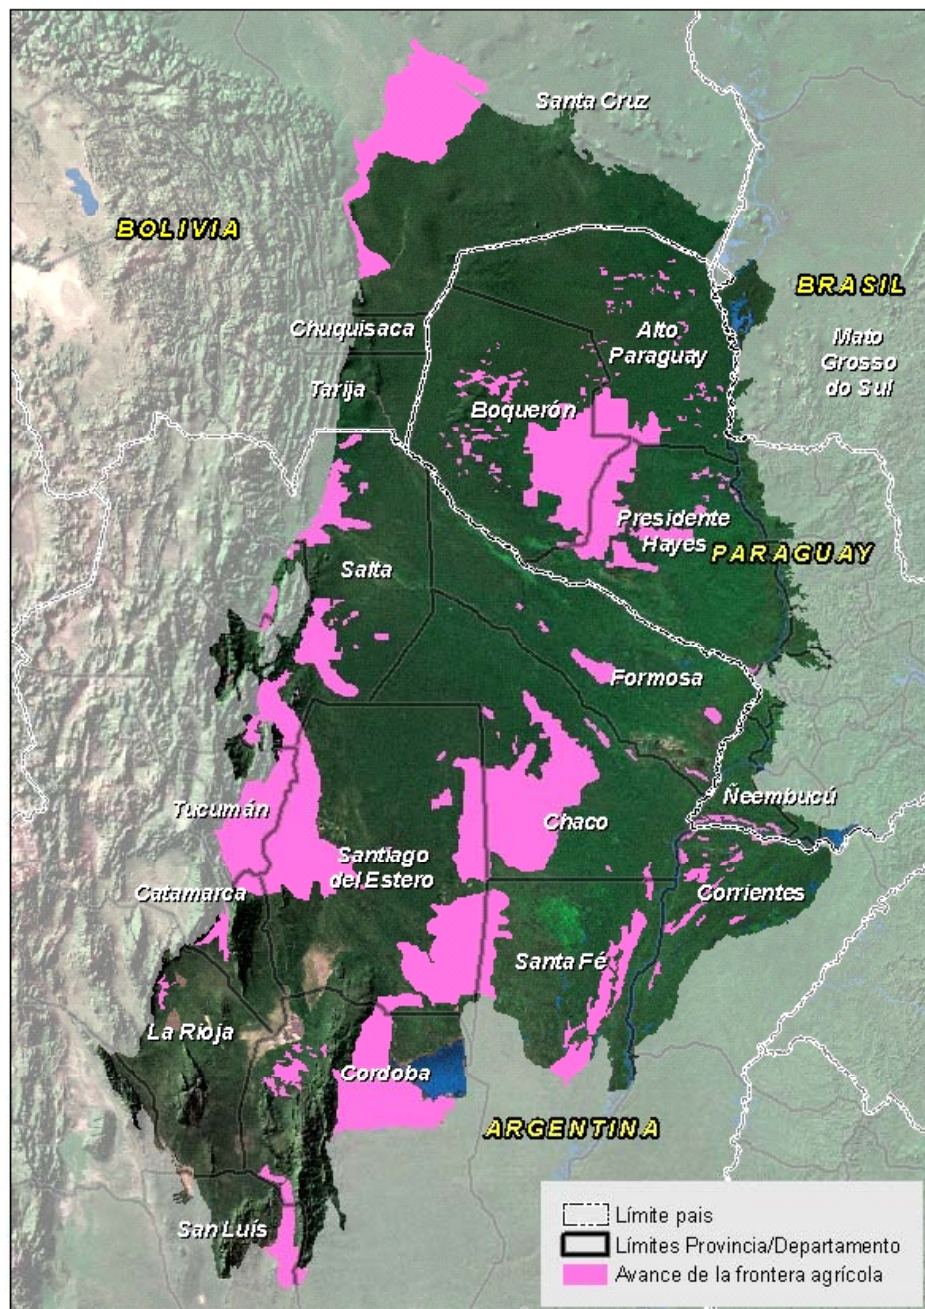 Santa Cruz
BOLIVIA
BRASIL
Chuquisaca
Alto
Paraguay
Mato
Grosso
do Sul
Tarija
Boquerón
Presidente
Hayes
PARAGUAY
Salta
Formosa
Tucumán
Ñeembucú
Chaco
Santiago
del Estero
Catamarca
Corrientes
Santa Fé
La Rioja
Cordoba
ARGENTINA
San Luís
Límite pais
Límites Provincia/Departamento
Avance de la frontera agrícola